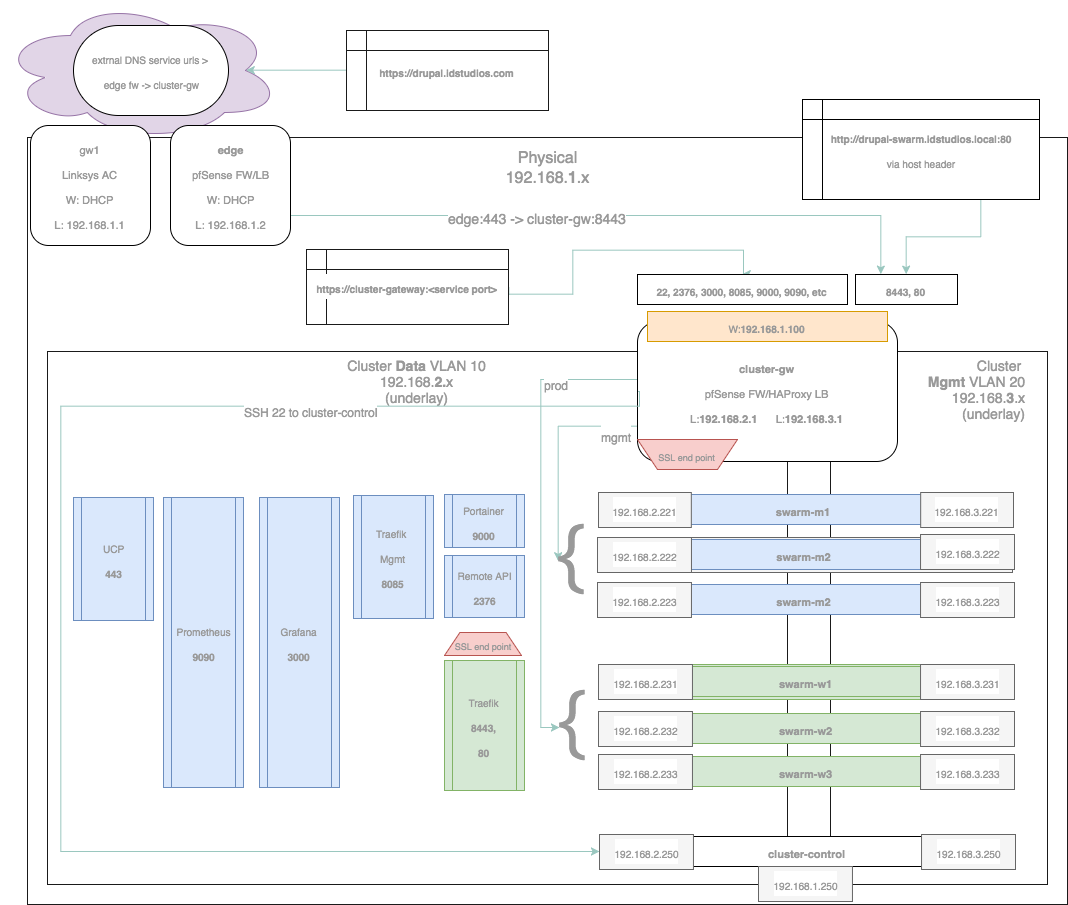 extrnal DNS service urls >
edge fw -> cluster-gw
https://drupal.idstudios.com
http://drupal-swarm.idstudios.local:80
via host header
gw1
Linksys AC
W: DHCP
L: 192.168.1.1
edge
pfSense FW/LB
W: DHCP
L: 192.168.1.2
Physical
192.168.1.x
edge:443 -> cluster-gw:8443
https://cluster-gateway:<service port>
22, 2376, 3000, 8085, 9000, 9090, etc
8443, 80
W:192.168.1.100
cluster-gw
pfSense FW/HAProxy LB
L:192.168.2.1 L:192.168.3.1
SSL end point
Cluster Data VLAN 10
192.168.2.x
(underlay)
Cluster
Mgmt VLAN 20
192.168.3.x
(underlay)
prod
SSH 22 to cluster-control
mgmt
UCP
443
Prometheus
9090
Grafana
3000
Traefik
Mgmt
8085
Portainer
9000
Remote API
2376
SSL end point
Traefik
8443,
80
{
{
192.168.2.221 swarm-m1 192.168.3.221
192.168.2.222 swarm-m2 192.168.3.222
192.168.2.223 swarm-m2 192.168.3.223
192.168.2.231 swarm-w1 192.168.3.231
192.168.2.232 swarm-w2 192.168.3.232
192.168.2.233 swarm-w3 192.168.3.233
192.168.2.250 cluster-control 192.168.3.250
192.168.1.250